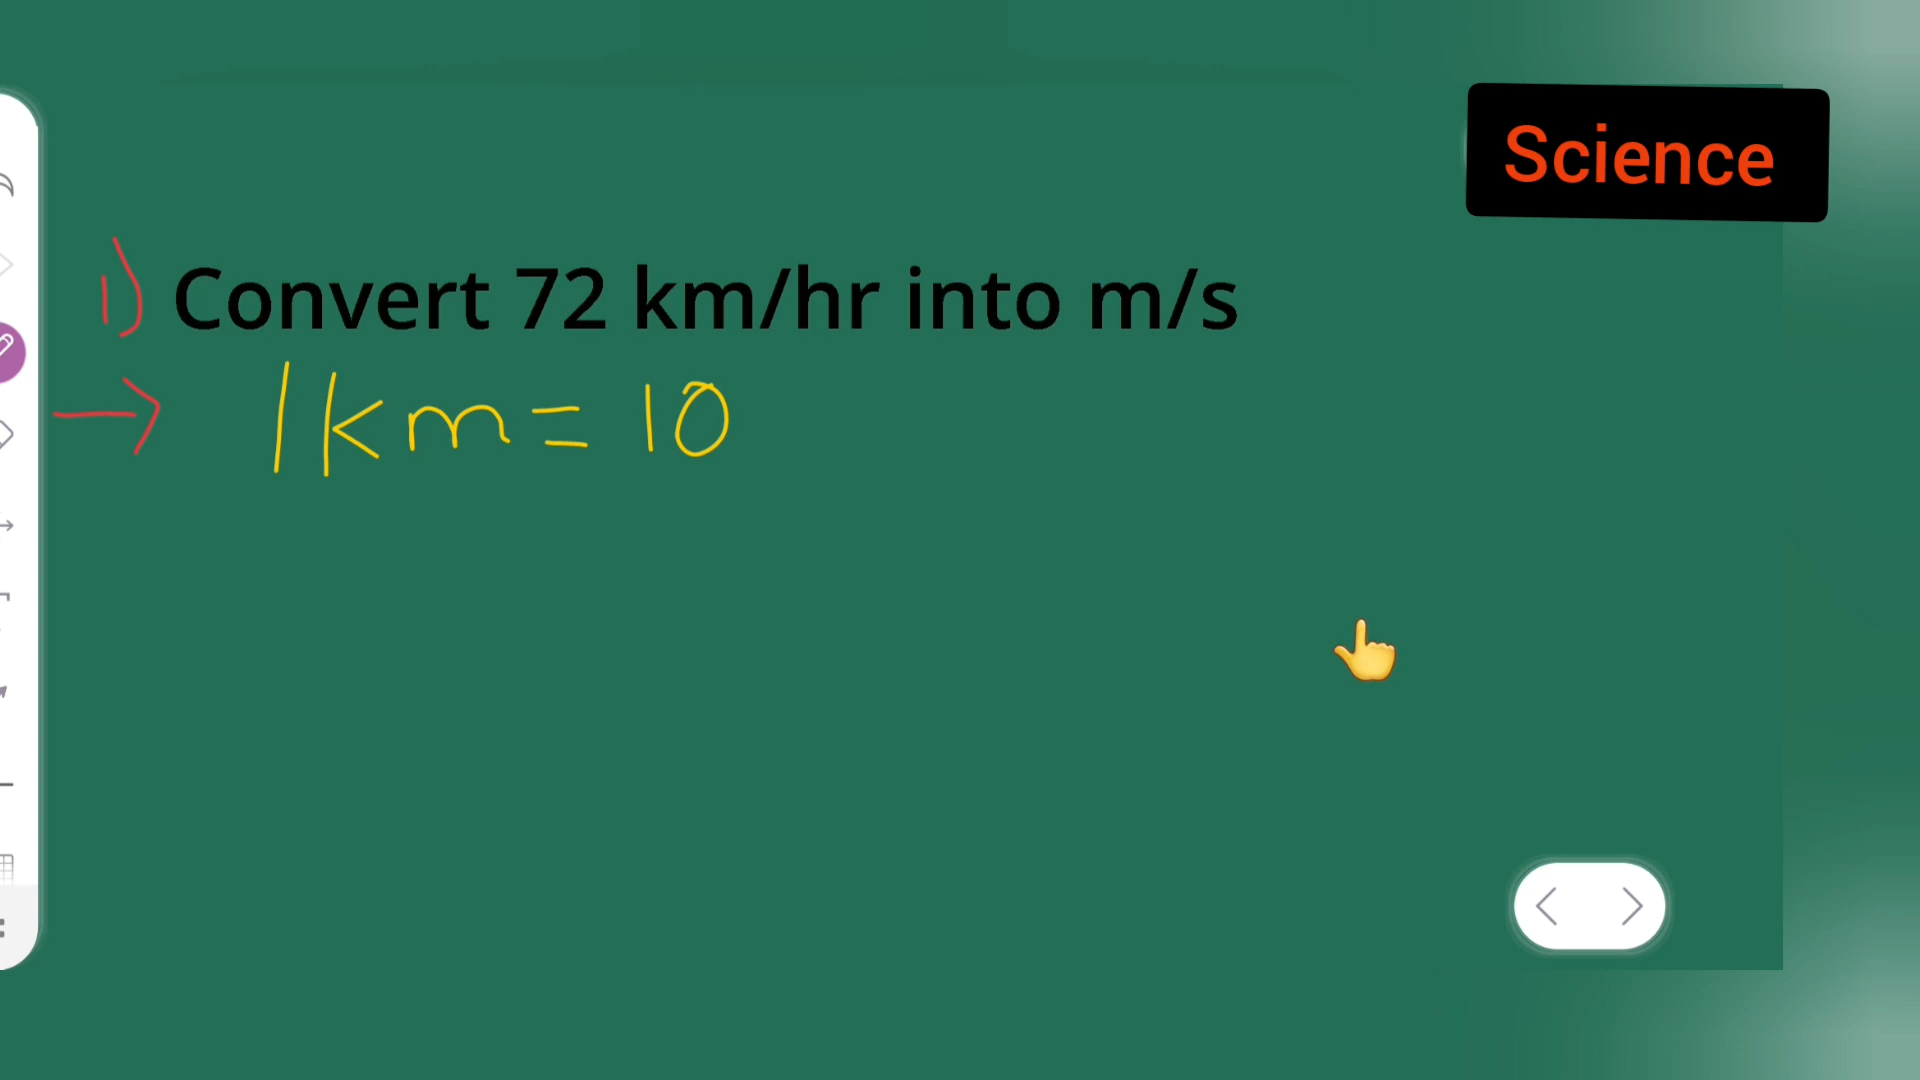 Science
1) Convert 72 km/hr into m/s
→ 1km = 10